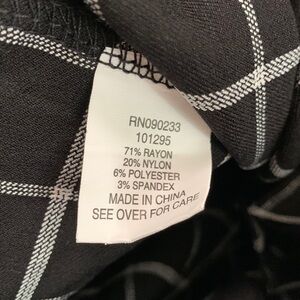 RN090233
101295
71% RAYON
20% NYLON
6% POLYESTER
3% SPANDEX
MADE IN CHINA
SEE OVER FOR CARE